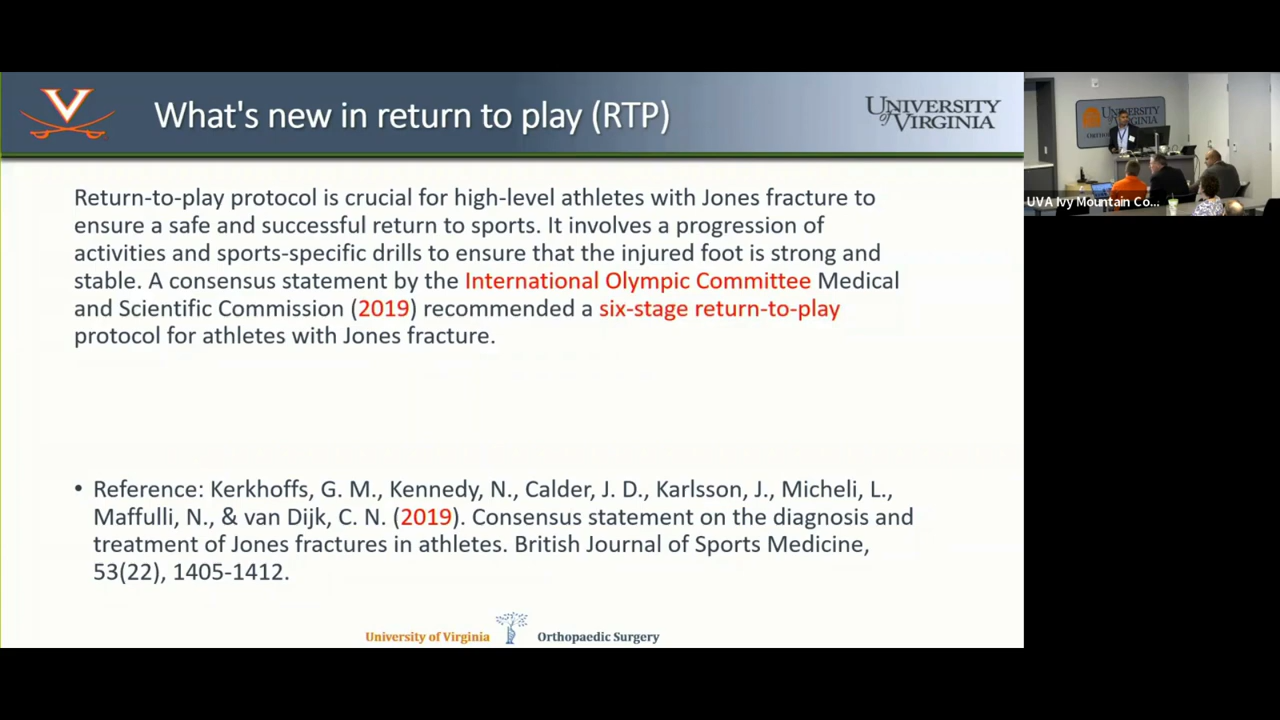 What's new in return to play (RTP)
UNIVERSITY
of VIRGINIA
Return-to-play protocol is crucial for high-level athletes with Jones fracture to
ensure a safe and successful return to sports. It involves a progression of
activities and sports-specific drills to ensure that the injured foot is strong and
stable. A consensus statement by the International Olympic Committee Medical
and Scientific Commission (2019) recommended a six-stage return-to-play
protocol for athletes with Jones fracture.
• Reference: Kerkhoffs, G. M., Kennedy, N., Calder, J. D., Karlsson, J., Micheli, L.,
Maffulli, N., & van Dijk, C. N. (2019). Consensus statement on the diagnosis and
treatment of Jones fractures in athletes. British Journal of Sports Medicine,
53(22), 1405-1412.
University of Virginia Orthopaedic Surgery
UNIVERSITY
VIRGINIA
UVA Ivy Mountain Co...